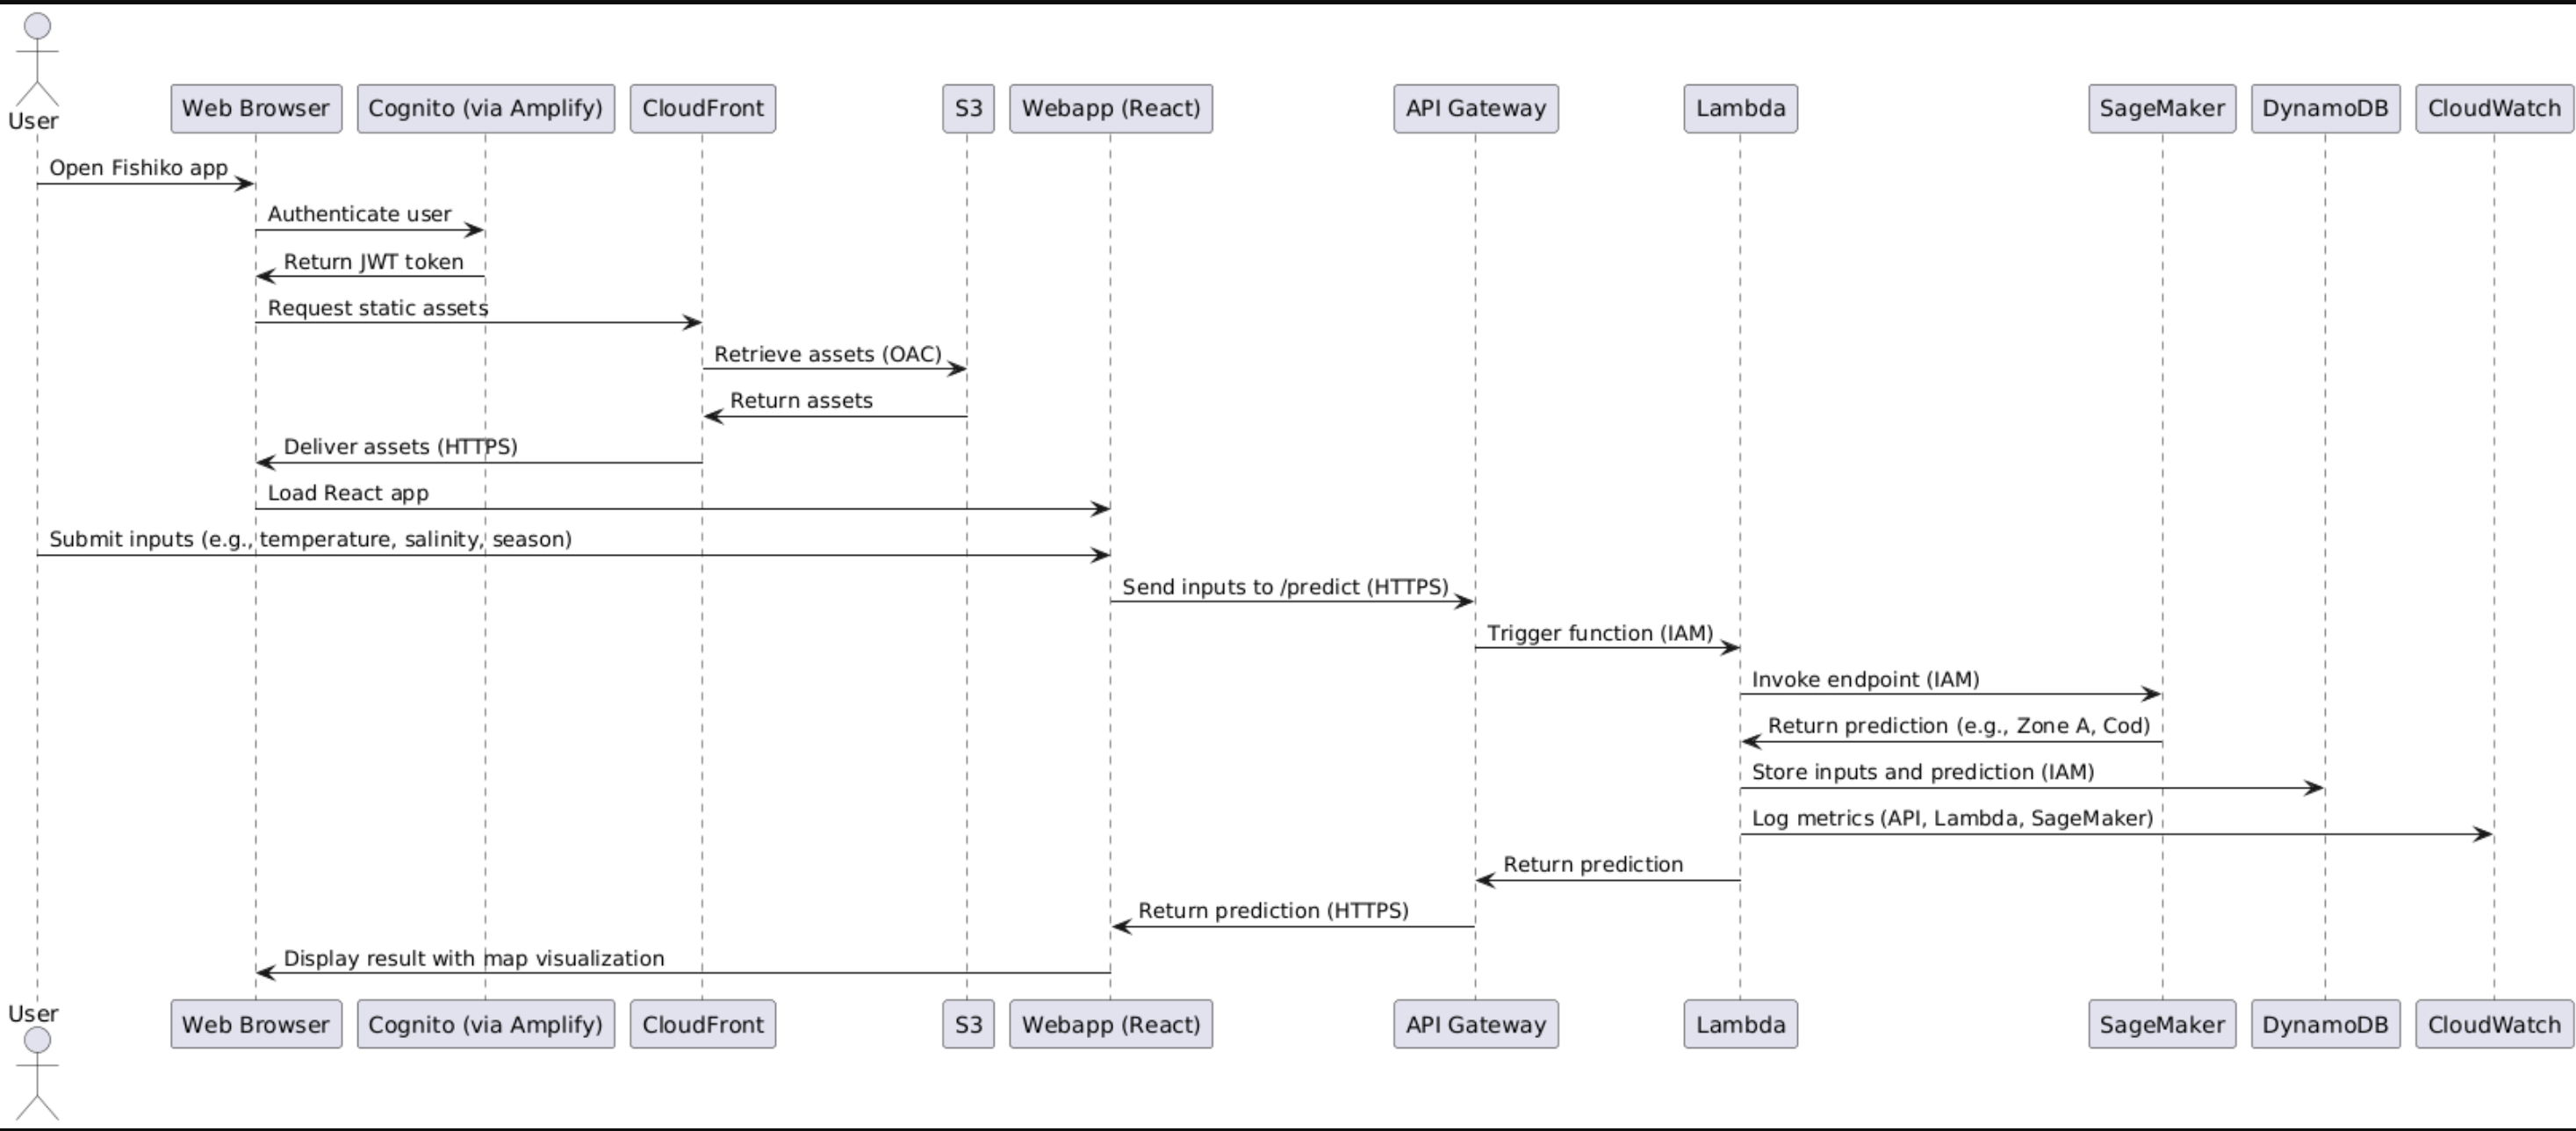 Web Browser
Cognito (via Amplify)
CloudFront
S3
Webapp (React)
API Gateway
Lambda
SageMaker
DynamoDB
CloudWatch
User
Open Fishiko app
Authenticate user
Return JWT token
Request static assets
Retrieve assets (OAC)
Return assets
Deliver assets (HTTPS)
Load React app
Submit inputs (e.g., temperature, salinity, season)
Send inputs to /predict (HTTPS)
Trigger function (IAM)
Invoke endpoint (IAM)
Return prediction (e.g., Zone A, Cod)
Store inputs and prediction (IAM)
Log metrics (API, Lambda, SageMaker)
Return prediction
Return prediction (HTTPS)
Display result with map visualization
User
Web Browser
Cognito (via Amplify)
CloudFront
S3
Webapp (React)
API Gateway
Lambda
SageMaker
DynamoDB
CloudWatch